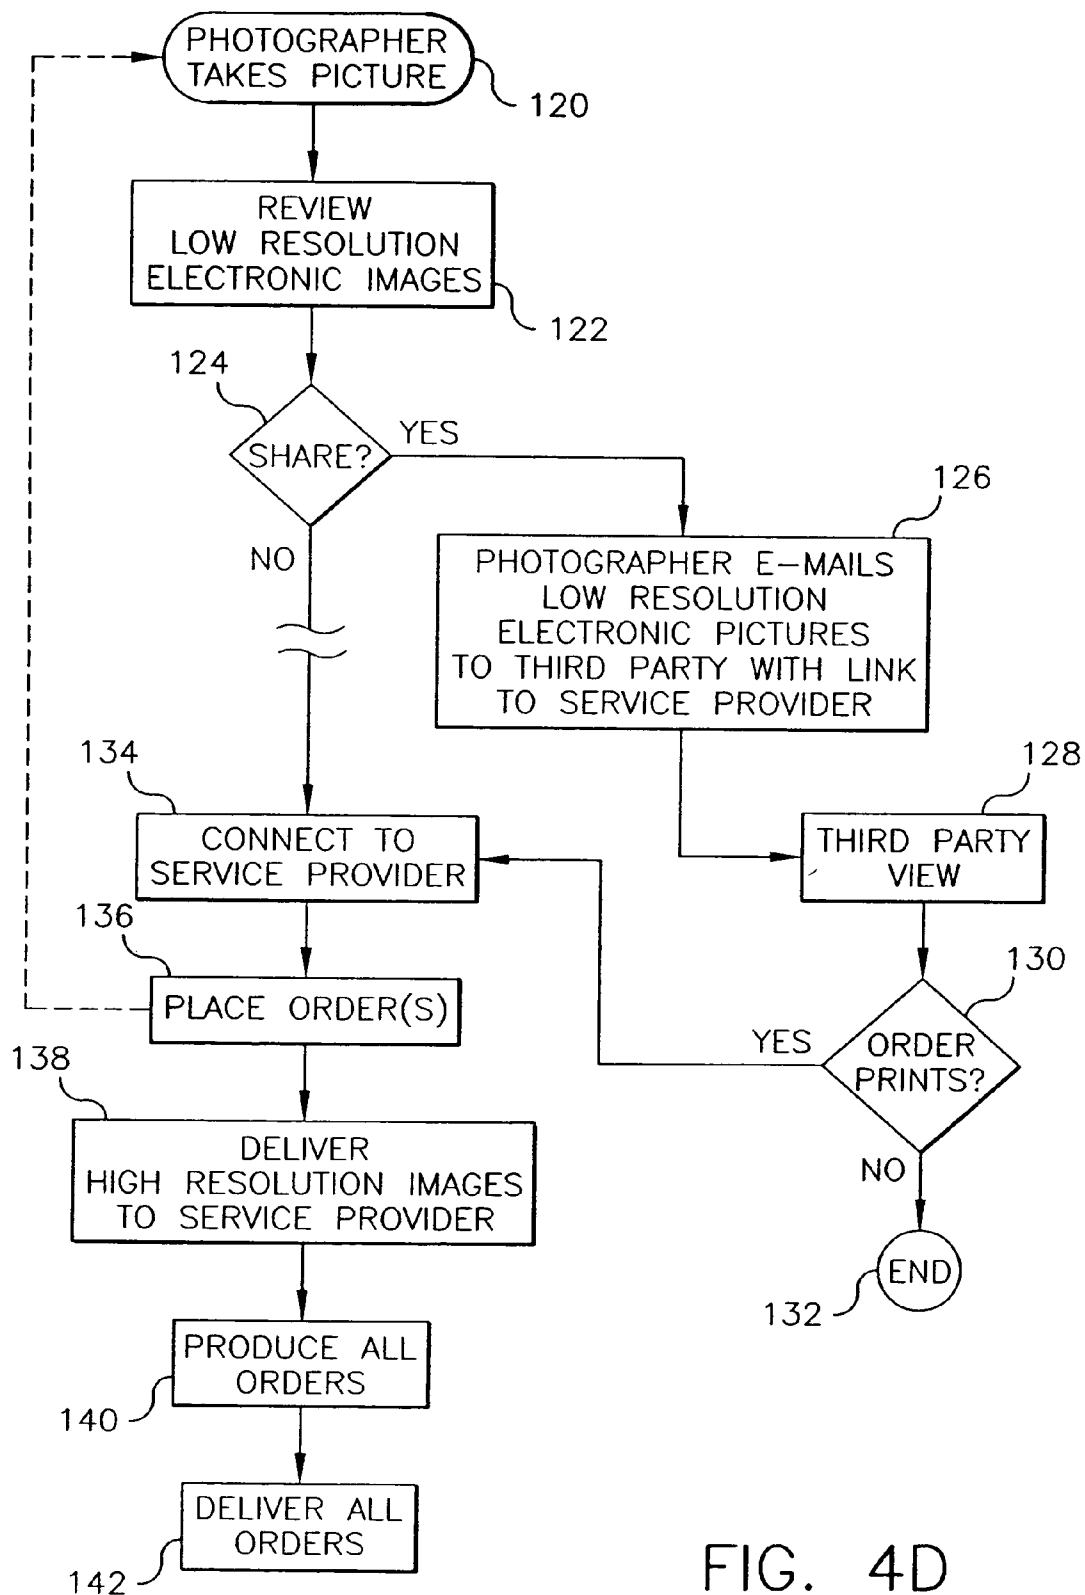 PHOTOGRAPHER
TAKES PICTURE
120
REVIEW
LOW RESOLUTION
ELECTRONIC IMAGES
122
124
SHARE?
YES
NO
126
PHOTOGRAPHER E-MAILS
LOW RESOLUTION
ELECTRONIC PICTURES
TO THIRD PARTY WITH LINK
TO SERVICE PROVIDER
128
THIRD PARTY
VIEW
130
ORDER
PRINTS?
YES
NO
END
132
134
CONNECT TO
SERVICE PROVIDER
136
PLACE ORDER(S)
138
DELIVER
HIGH RESOLUTION IMAGES
TO SERVICE PROVIDER
PRODUCE ALL
ORDERS
140
DELIVER ALL
ORDERS
142
FIG. 4D